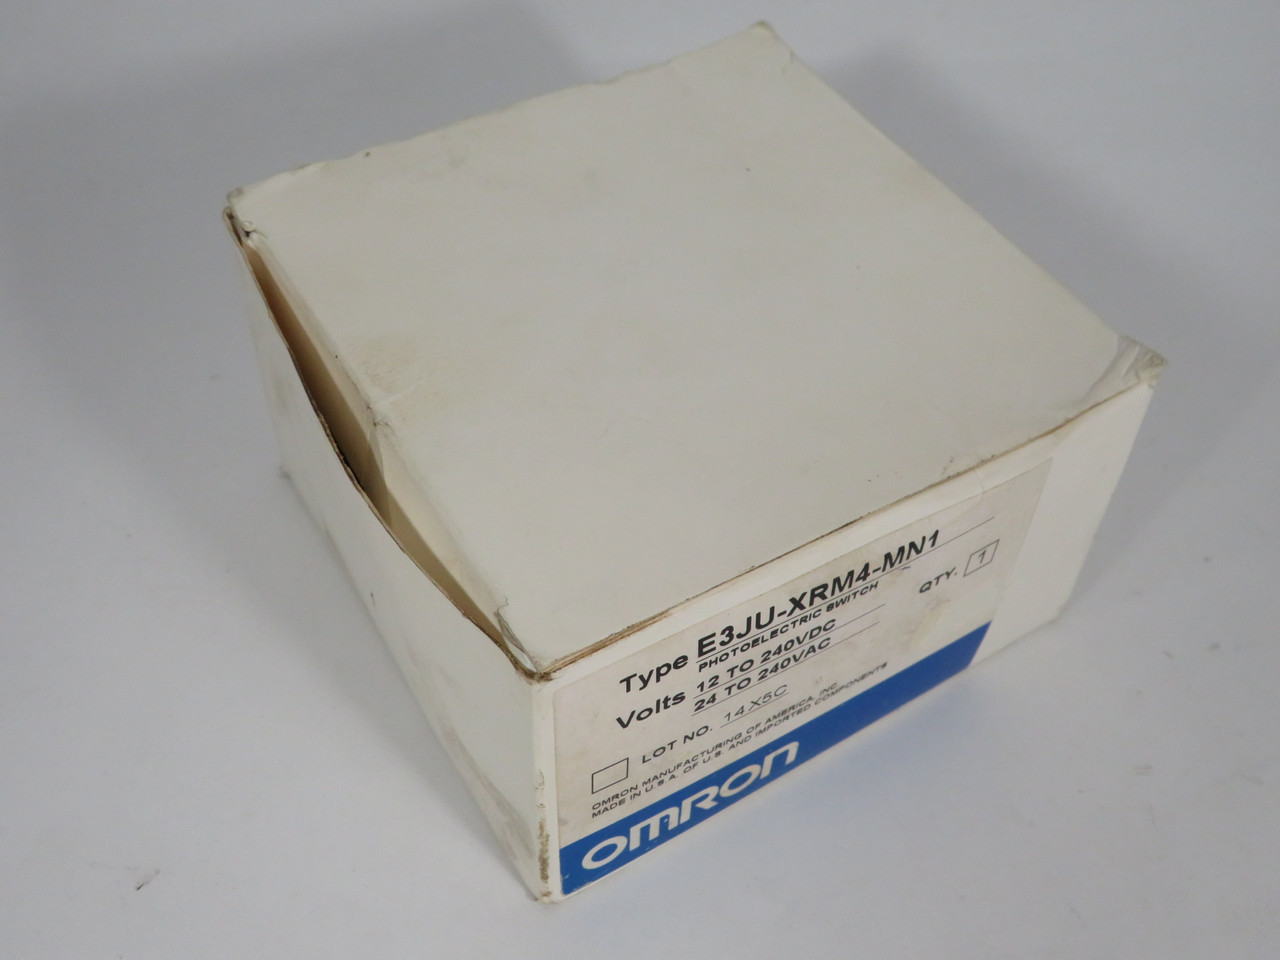 Type E3JU-XRM4-MN1
PHOTOELECTRIC SWITCH
Volts 12 TO 240VDC
24 TO 240VAC
QTY. 1
LOT NO. 14X5C
OMRON MANUFACTURING OF AMERICA, INC
MADE IN U.S.A. OF U.S. AND IMPORTED COMPONENTS
OMRON